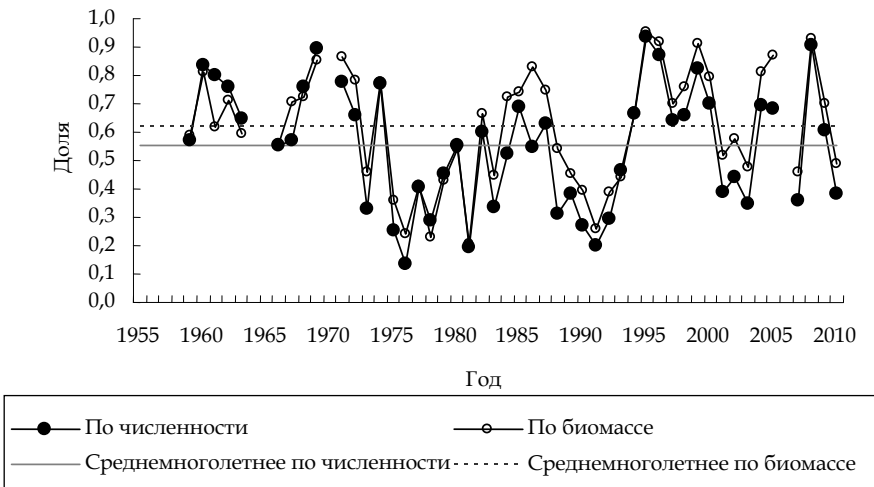 Доля
1,0
0,9
0,8
0,7
0,6
0,5
0,4
0,3
0,2
0,1
0,0
1955 1960 1965 1970 1975 1980 1985 1990 1995 2000 2005 2010
Год
По численности По биомассе
Среднемноголетнее по численности Среднемноголетнее по биомассе